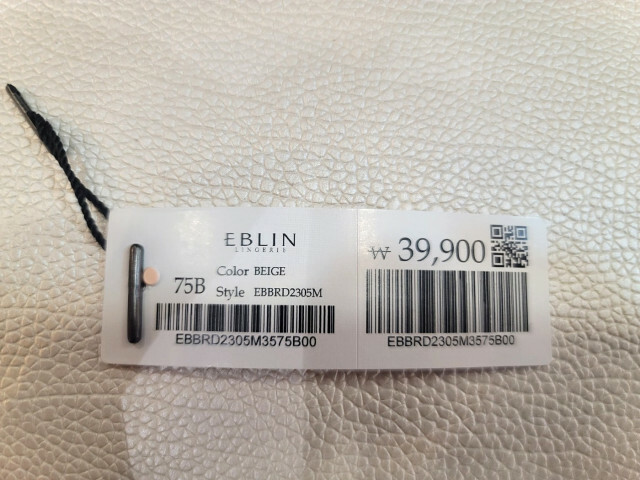 EBLIN
LINGERIE
Color BEIGE
75B Style EBBRD2305M
EBBRD2305M3575B00
₩ 39,900
EBBRD2305M3575B00